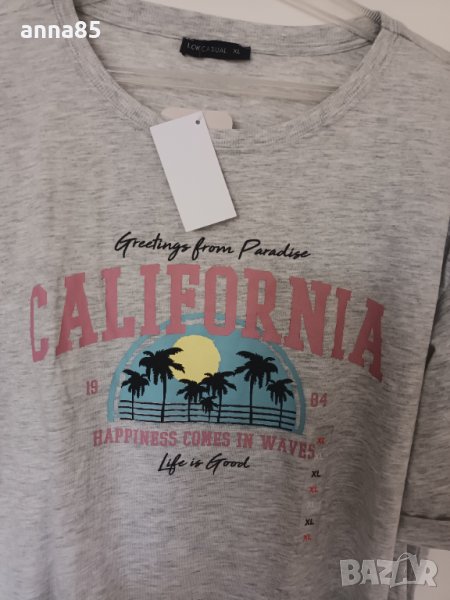 anna85
LCW CASUAL XL
Greetings from Paradise
CALIFORNIA
19 84
HAPPINESS COMES IN WAVES
Life is Good
XL
XL
XL
XL
XL
BAZAR